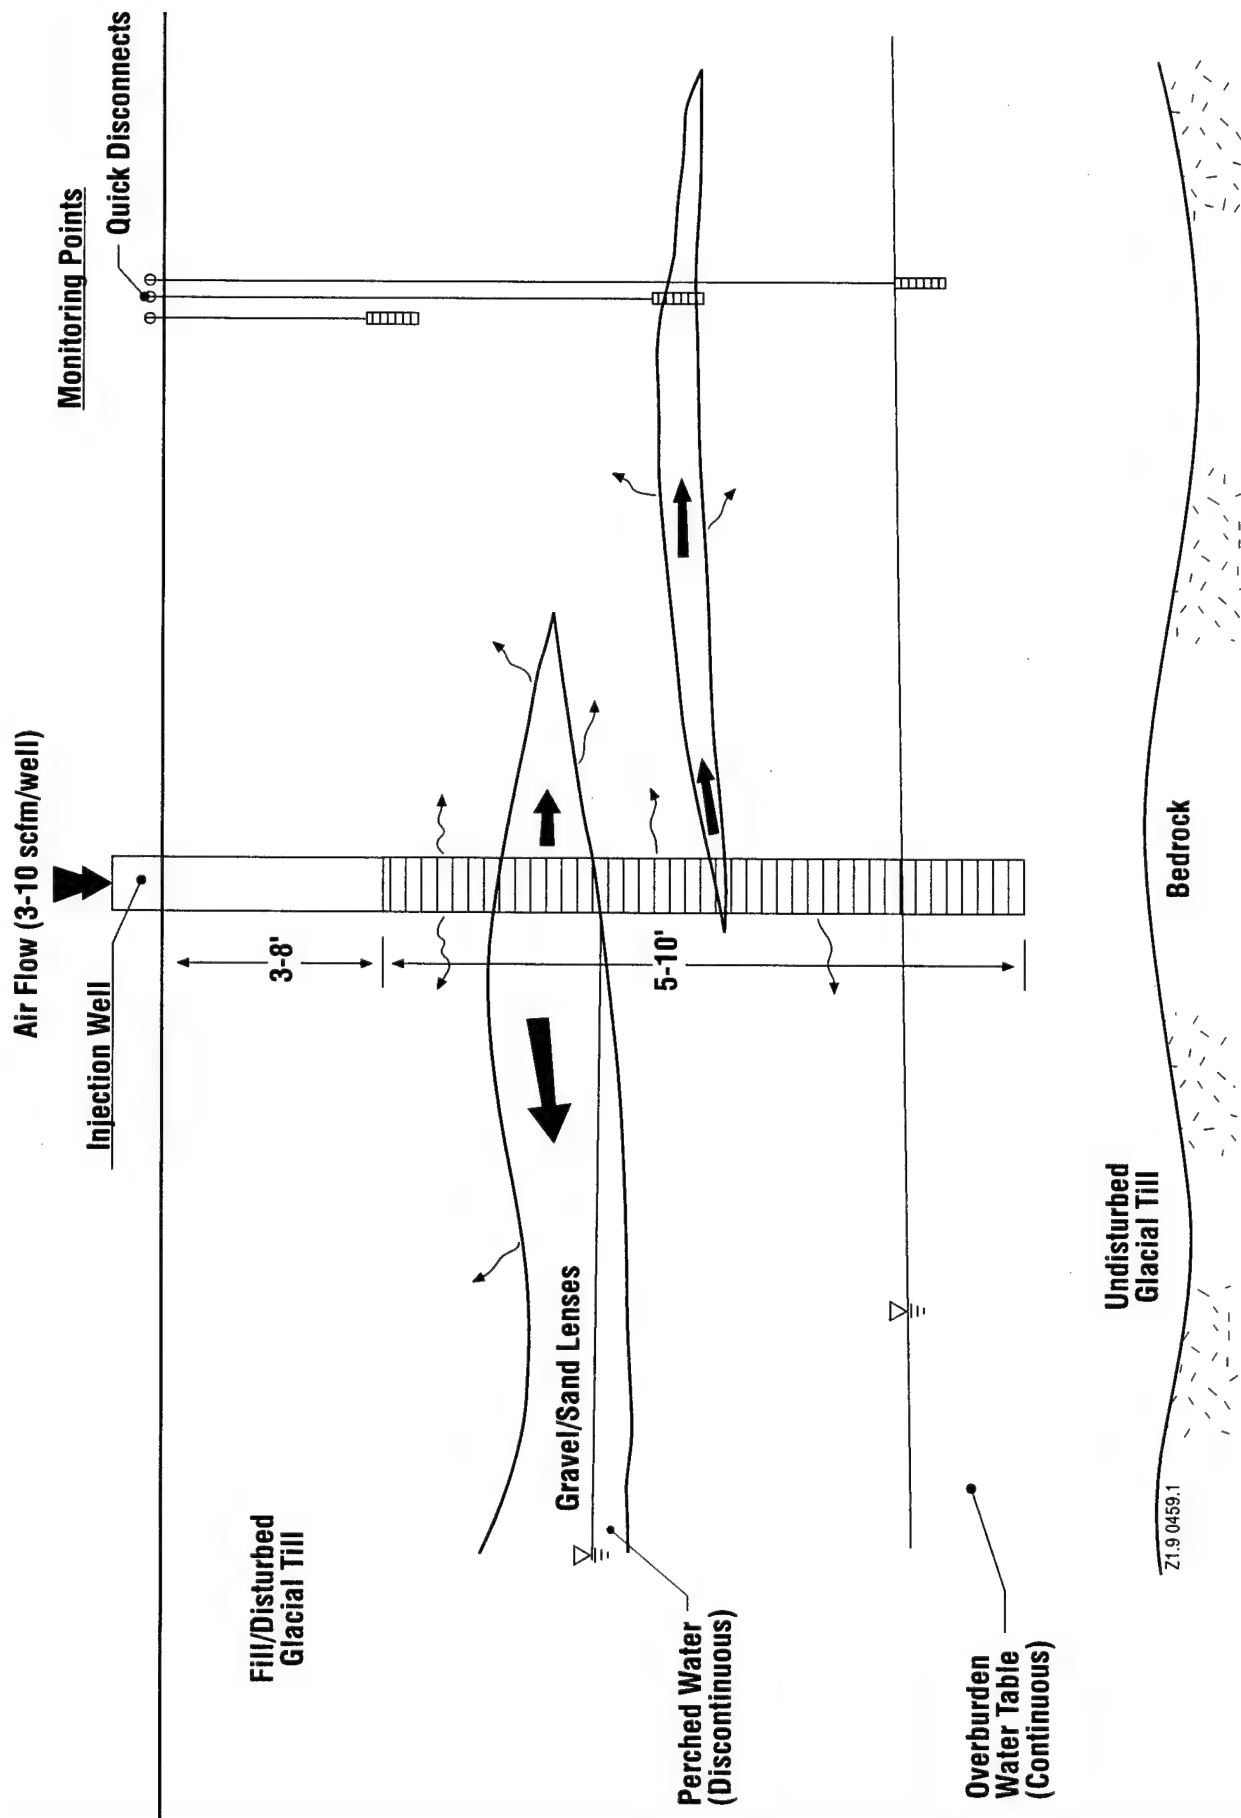 Air Flow (3-10 scfm/well)
Injection Well
Monitoring Points
Quick Disconnects
3-8'
5-10'
Fill/Disturbed
Glacial Till
Gravel/Sand Lenses
Perched Water
(Discontinuous)
Overburden
Water Table
(Continuous)
Undisturbed
Glacial Till
Bedrock
Z1.9 0459.1